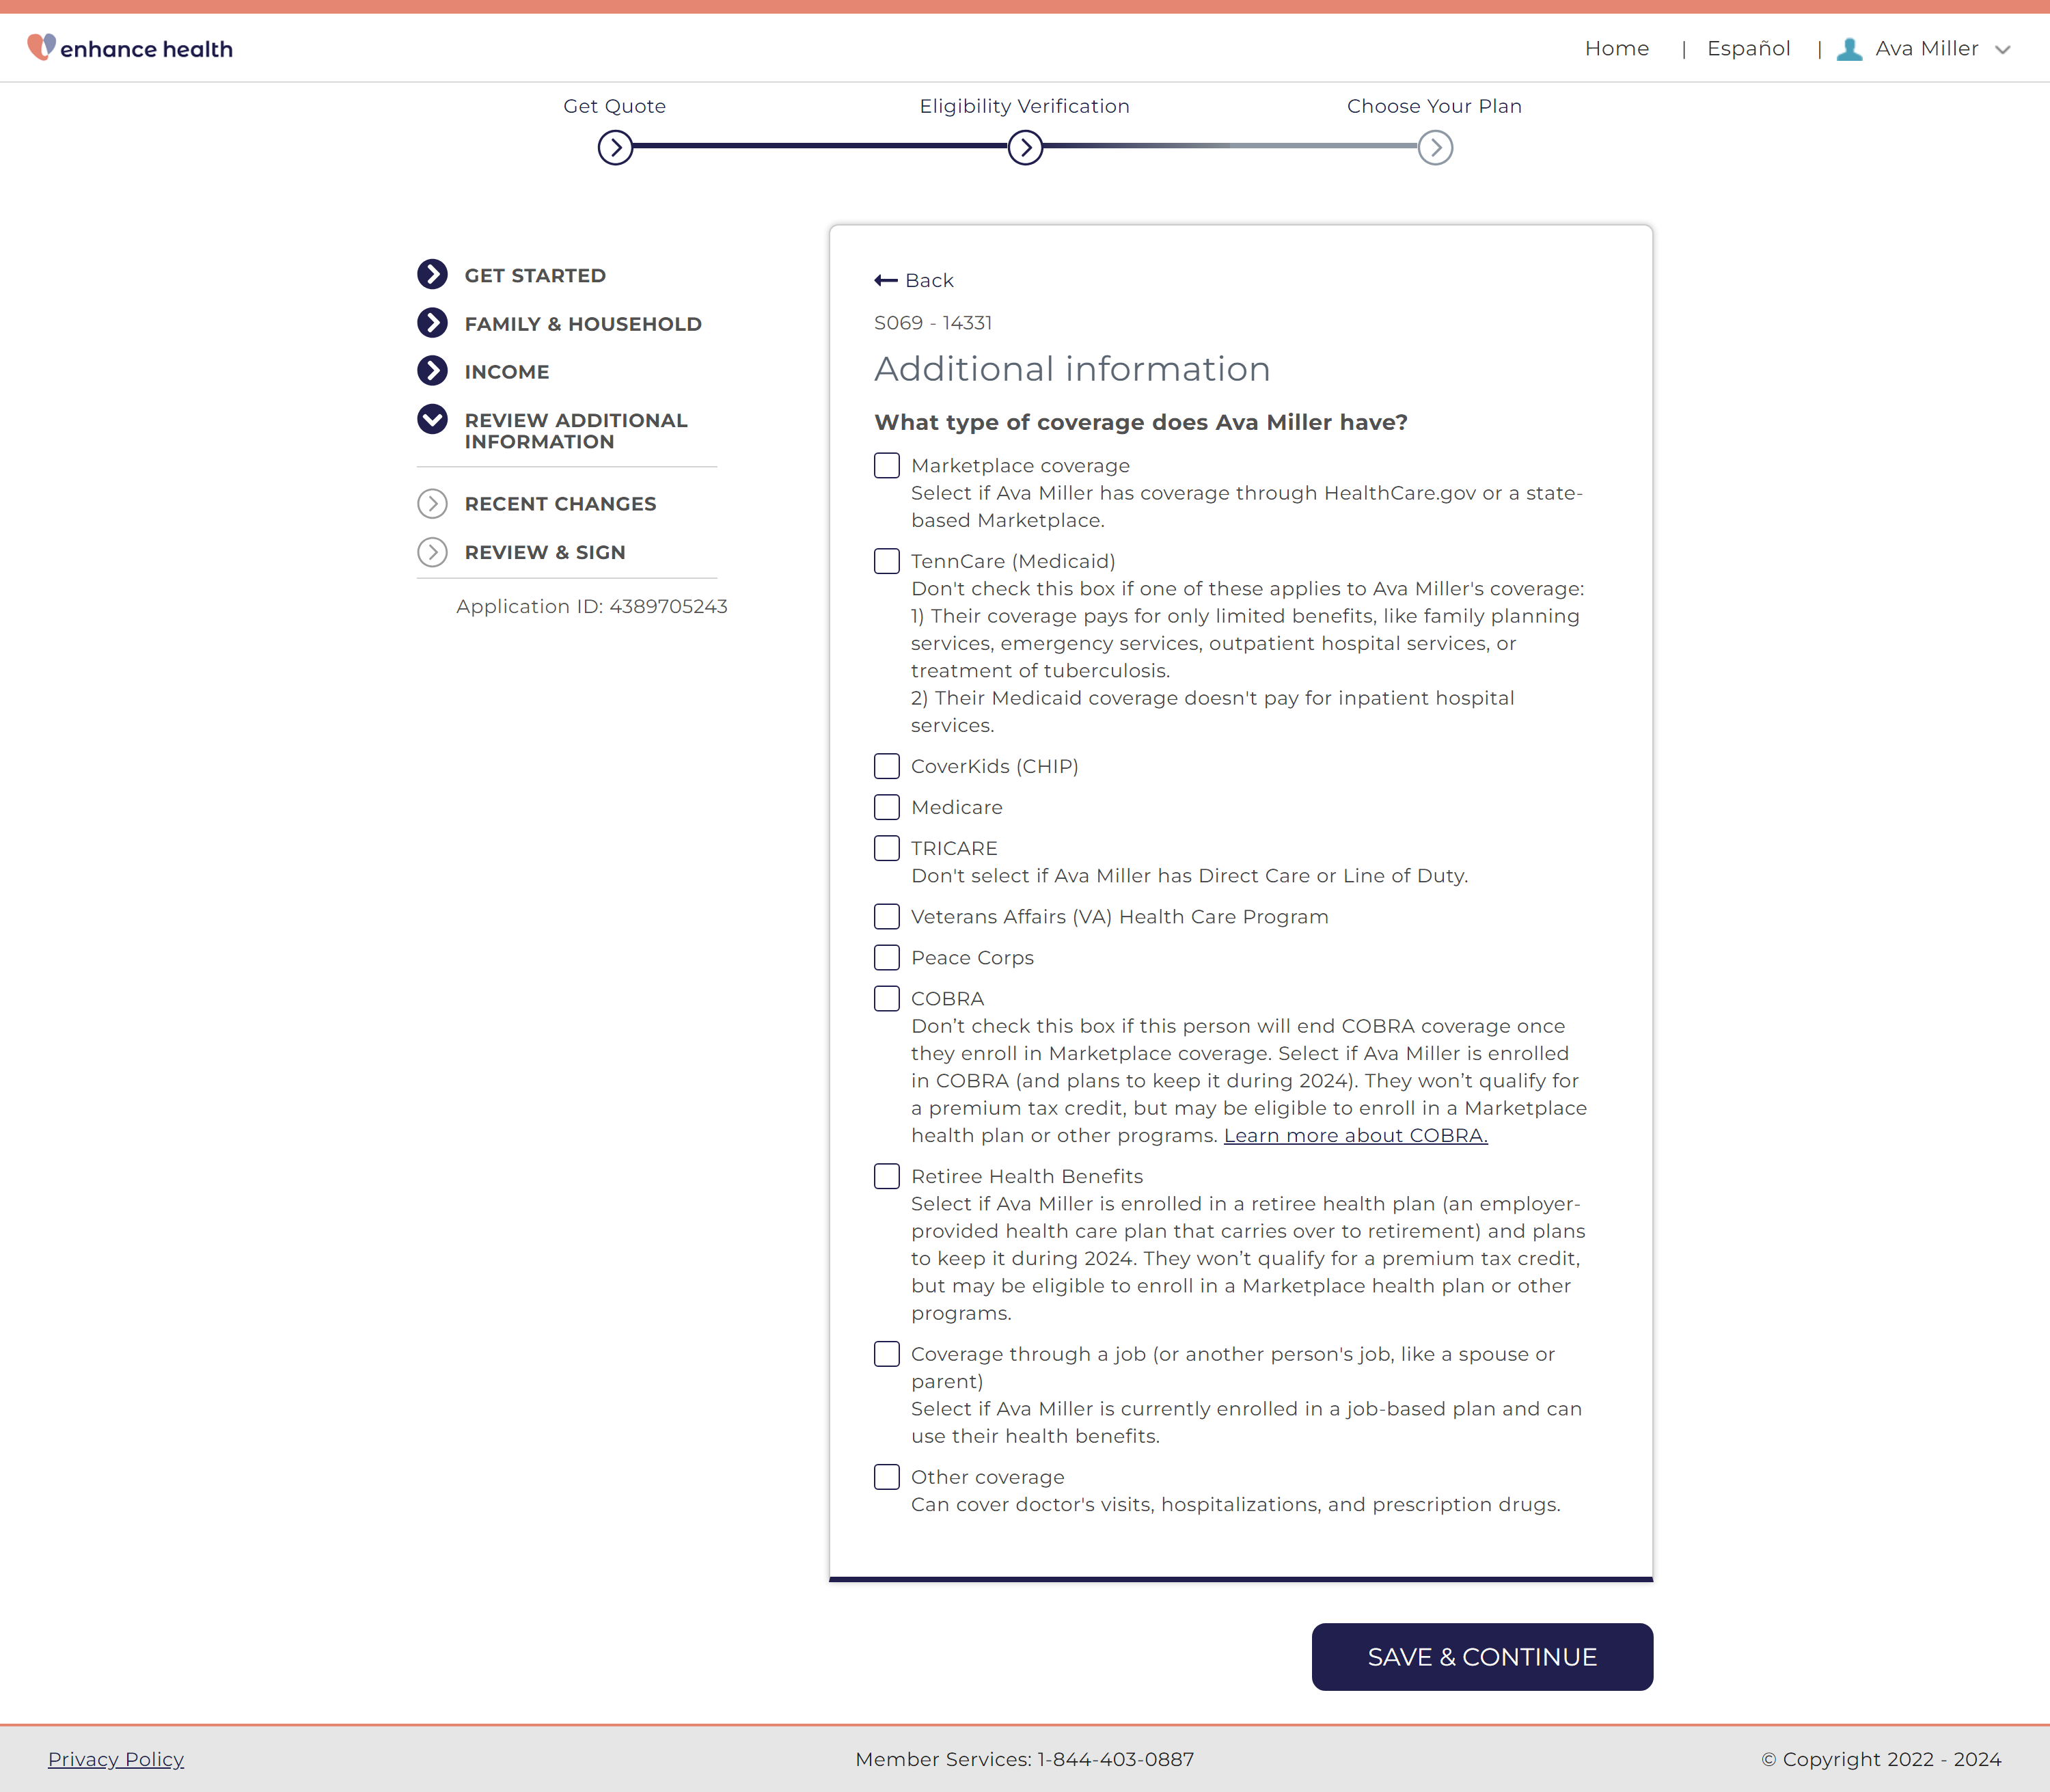 enhance health
Home | Español | Ava Miller
Get Quote
Eligibility Verification
Choose Your Plan
GET STARTED
FAMILY & HOUSEHOLD
INCOME
REVIEW ADDITIONAL
INFORMATION
RECENT CHANGES
REVIEW & SIGN
Application ID: 4389705243
Back
S069 - 14331
Additional information
What type of coverage does Ava Miller have?
Marketplace coverage
Select if Ava Miller has coverage through HealthCare.gov or a state-
based Marketplace.
TennCare (Medicaid)
Don't check this box if one of these applies to Ava Miller's coverage:
1) Their coverage pays for only limited benefits, like family planning
services, emergency services, outpatient hospital services, or
treatment of tuberculosis.
2) Their Medicaid coverage doesn't pay for inpatient hospital
services.
CoverKids (CHIP)
Medicare
TRICARE
Don't select if Ava Miller has Direct Care or Line of Duty.
Veterans Affairs (VA) Health Care Program
Peace Corps
COBRA
Don’t check this box if this person will end COBRA coverage once
they enroll in Marketplace coverage. Select if Ava Miller is enrolled
in COBRA (and plans to keep it during 2024). They won’t qualify for
a premium tax credit, but may be eligible to enroll in a Marketplace
health plan or other programs. Learn more about COBRA.
Retiree Health Benefits
Select if Ava Miller is enrolled in a retiree health plan (an employer-
provided health care plan that carries over to retirement) and plans
to keep it during 2024. They won’t qualify for a premium tax credit,
but may be eligible to enroll in a Marketplace health plan or other
programs.
Coverage through a job (or another person's job, like a spouse or
parent)
Select if Ava Miller is currently enrolled in a job-based plan and can
use their health benefits.
Other coverage
Can cover doctor's visits, hospitalizations, and prescription drugs.
SAVE & CONTINUE
Privacy Policy
Member Services: 1-844-403-0887
© Copyright 2022 - 2024